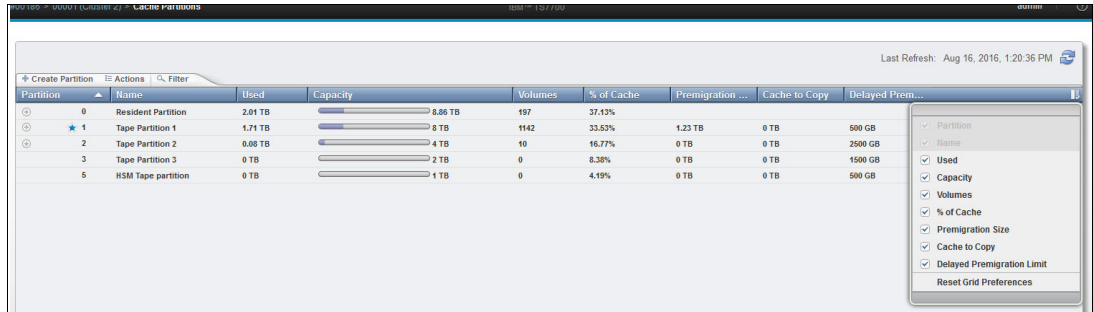 00001 (Cluster 2) > Cache Partitions
IBM™ TS7700
admin
Last Refresh: Aug 16, 2016, 1:20:36 PM
Create Partition Actions Filter
Partition Name Used Capacity Volumes % of Cache Premigration ... Cache to Copy Delayed Prem...
0 Resident Partition 2.01 TB 8.86 TB 197 37.13%
1 Tape Partition 1 1.71 TB 8 TB 1142 33.53% 1.23 TB 0 TB 500 GB
2 Tape Partition 2 0.08 TB 4 TB 10 16.77% 0 TB 0 TB 2500 GB
3 Tape Partition 3 0 TB 2 TB 0 8.38% 0 TB 0 TB 1500 GB
5 HSM Tape partition 0 TB 1 TB 0 4.19% 0 TB 0 TB 500 GB
Partition
Name
Used
Capacity
Volumes
% of Cache
Premigration Size
Cache to Copy
Delayed Premigration Limit
Reset Grid Preferences